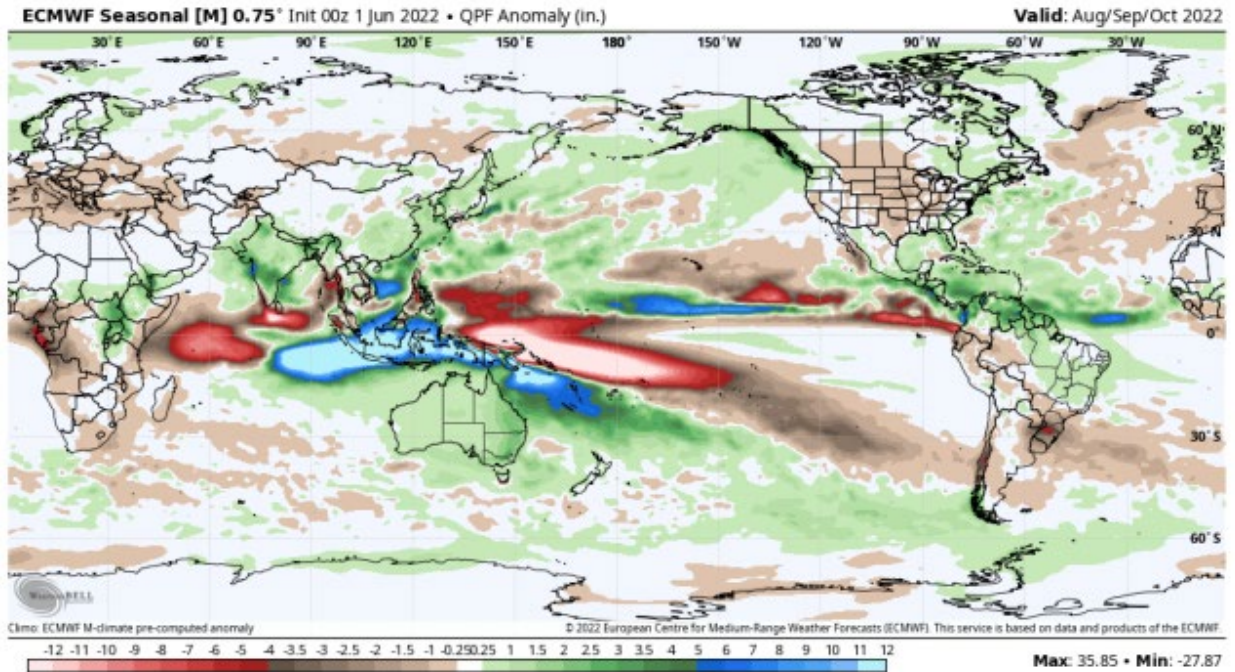 ECMWF Seasonal [M] 0.75° Init 00z 1 Jun 2022 • QPF Anomaly (in.) Valid: Aug/Sep/Oct 2022
30°E 60°E 90°E 120°E 150°E 180° 150°W 120°W 90°W 60°W 30°W
60°N
30°N
0°
30°S
60°S
WeatherBELL
Climo: ECMWF M-climate pre-computed anomaly © 2022 European Centre for Medium-Range Weather Forecasts (ECMWF). This service is based on data and products of the ECMWF.
-12 -11 -10 -9 -8 -7 -6 -5 -4 -3.5 -3 -2.5 -2 -1.5 -1 -0.25 0.25 1 1.5 2 2.5 3 3.5 4 5 6 7 8 9 10 11 12
Max: 35.85 • Min: -27.87